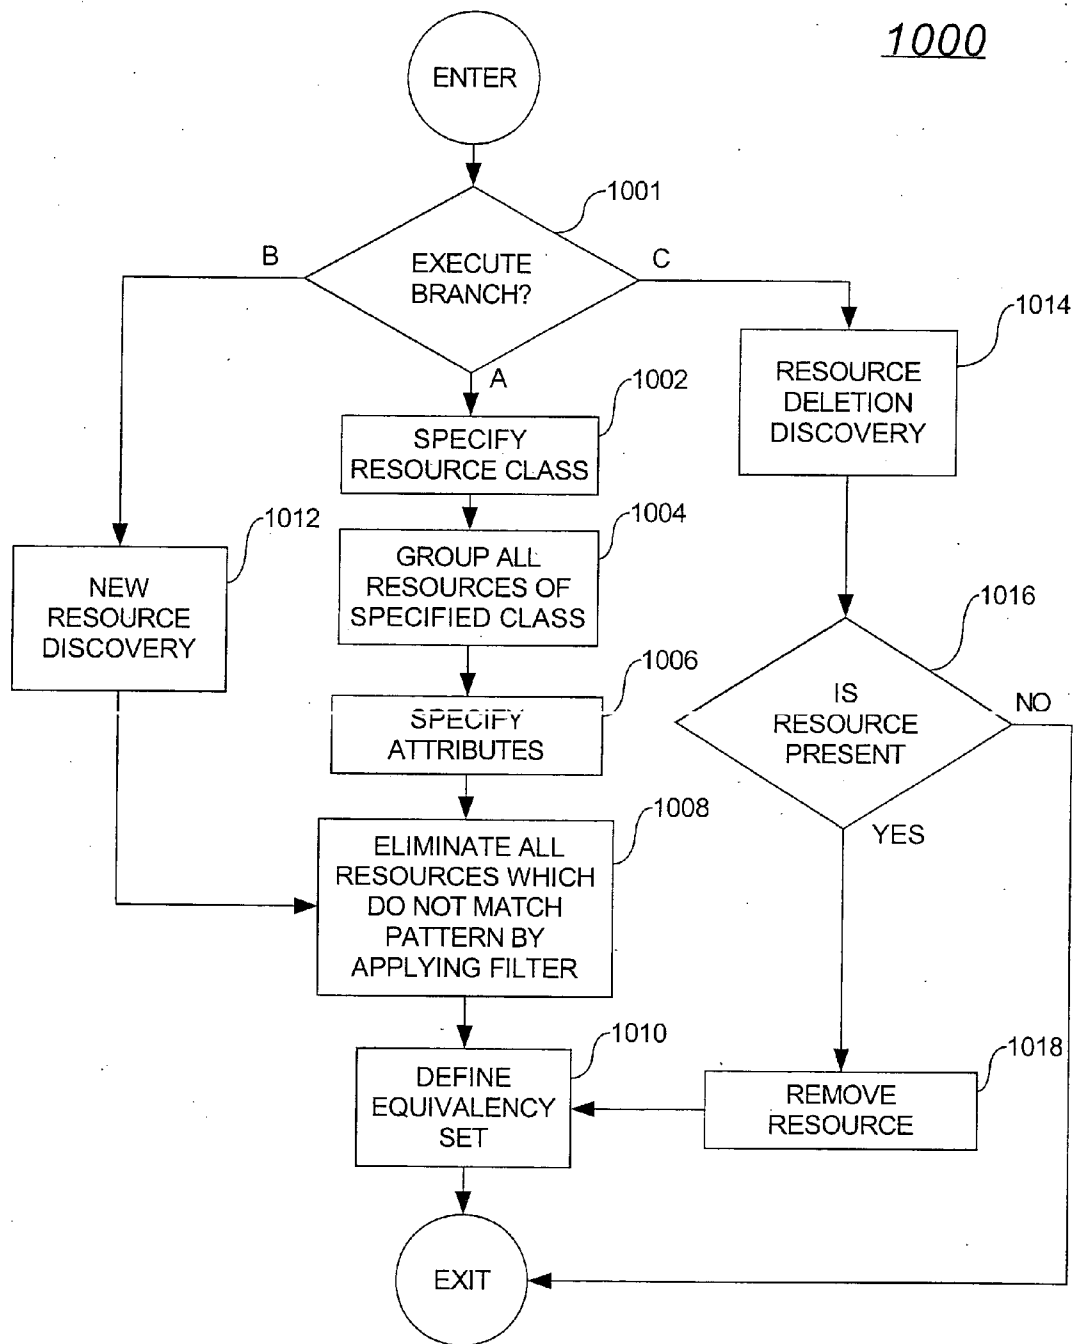 1000
ENTER
1001
B
EXECUTE
BRANCH?
C
A
1014
RESOURCE
DELETION
DISCOVERY
1002
SPECIFY
RESOURCE CLASS
1012
NEW
RESOURCE
DISCOVERY
1004
GROUP ALL
RESOURCES OF
SPECIFIED CLASS
1016
IS
RESOURCE
PRESENT
NO
YES
1006
SPECIFY
ATTRIBUTES
1008
ELIMINATE ALL
RESOURCES WHICH
DO NOT MATCH
PATTERN BY
APPLYING FILTER
1010
DEFINE
EQUIVALENCY
SET
1018
REMOVE
RESOURCE
EXIT